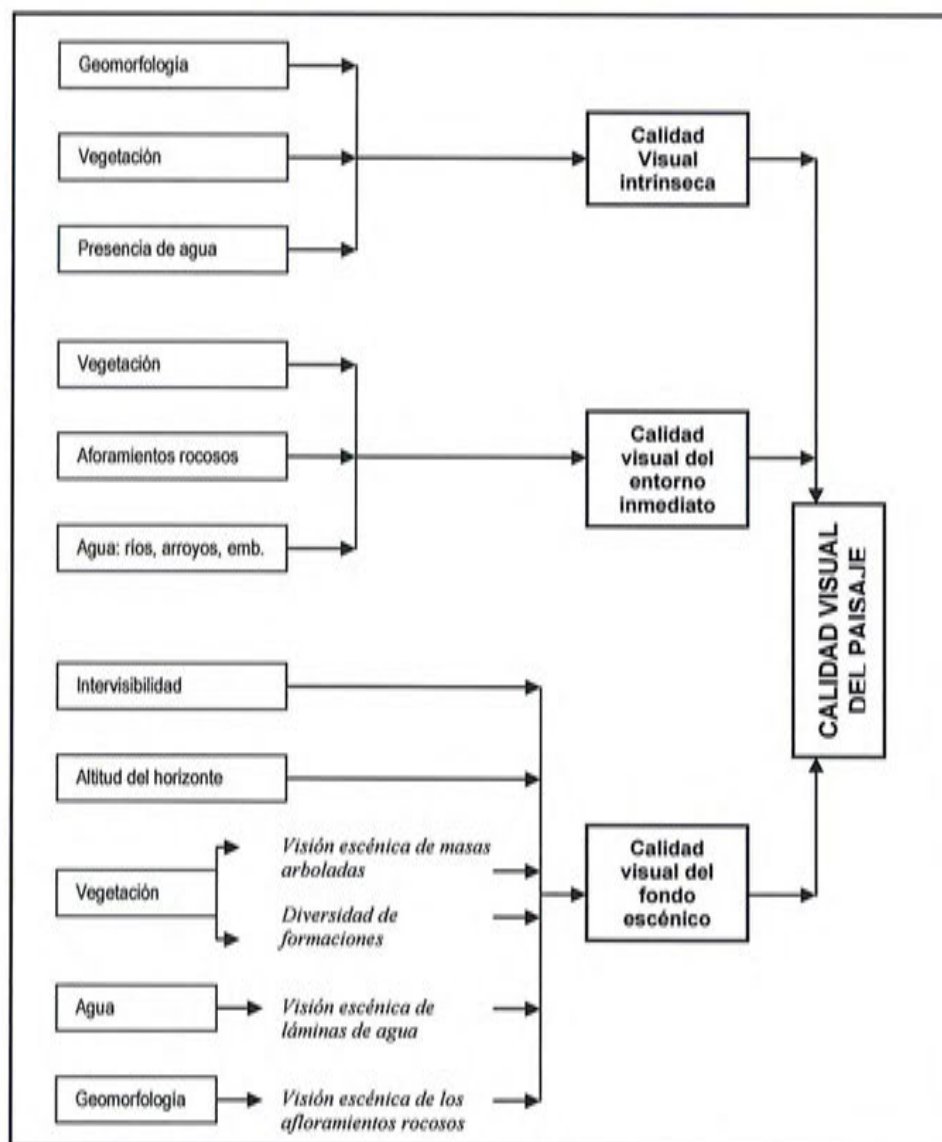 Geomorfología
Vegetación
Presencia de agua
Calidad
Visual
intrínseca
Vegetación
Aforamientos rocosos
Agua: ríos, arroyos, emb.
Calidad
visual del
entorno
inmediato
CALIDAD VISUAL
DEL PAISAJE
Intervisibilidad
Altitud del horizonte
Vegetación
Visión escénica de masas
arboladas
Diversidad de
formaciones
Agua
Visión escénica de
láminas de agua
Geomorfología
Visión escénica de los
afloramientos rocosos
Calidad
visual del
fondo
escénico